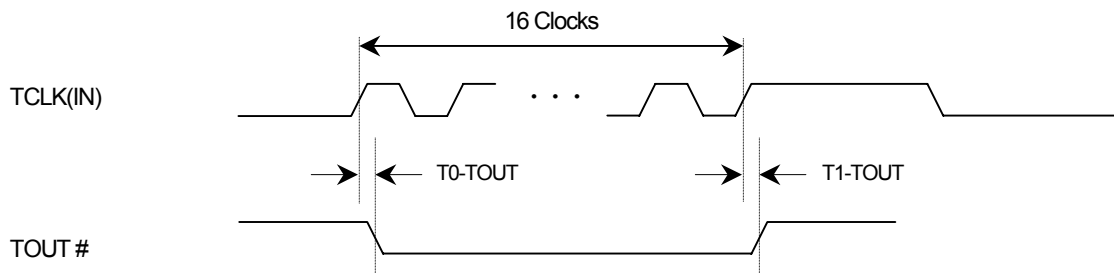 16 Clocks
TCLK(IN)
. . .
T0-TOUT
T1-TOUT
TOUT #